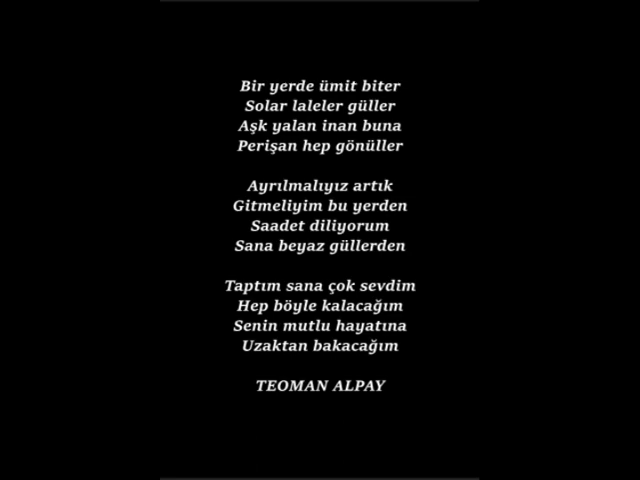 Bir yerde ümit biter
Solar laleler güller
Aşk yalan inan buna
Perişan hep gönüller
Ayrılmalıyız artık
Gitmeliyim bu yerden
Saadet diliyorum
Sana beyaz güllerden
Taptım sana çok sevdim
Hep böyle kalacağım
Senin mutlu hayatına
Uzaktan bakacağım
TEOMAN ALPAY